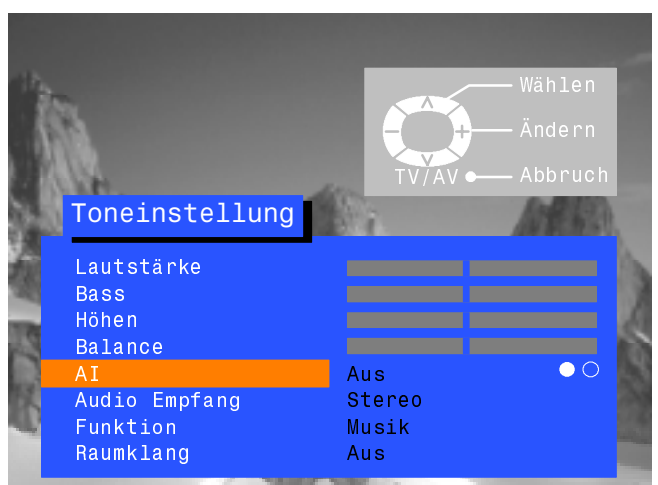 Wählen
Ändern
TV/AV Abbruch
Toneinstellung
Lautstärke
Bass
Höhen
Balance
AI Aus
Audio Empfang Stereo
Funktion Musik
Raumklang Aus